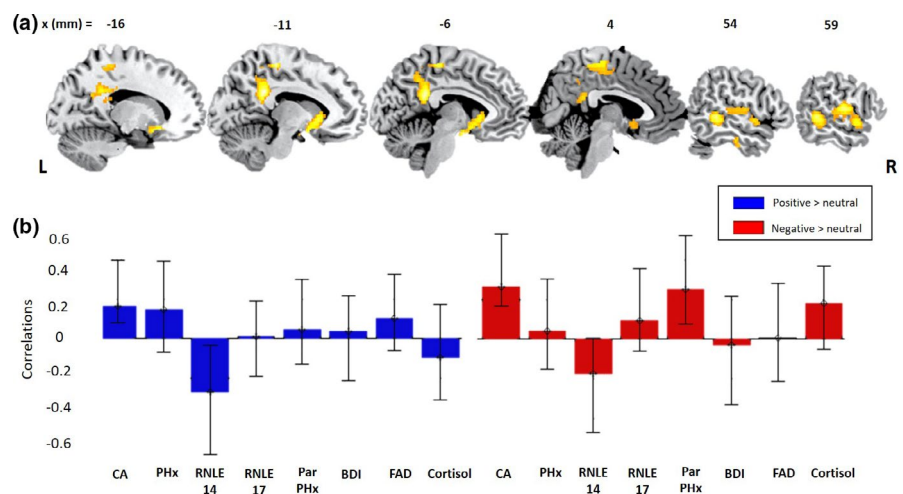 (a) x (mm) = -16 -11 -6 4 54 59
L R
Positive > neutral
Negative > neutral
(b)
Correlations
0.6
0.4
0.2
0
-0.2
-0.4
-0.6
CA PHx RNLE 14 RNLE 17 Par PHx BDI FAD Cortisol CA PHx RNLE 14 RNLE 17 Par PHx BDI FAD Cortisol